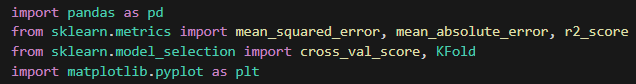 import pandas as pd
from sklearn.metrics import mean_squared_error, mean_absolute_error, r2_score
from sklearn.model_selection import cross_val_score, KFold
import matplotlib.pyplot as plt